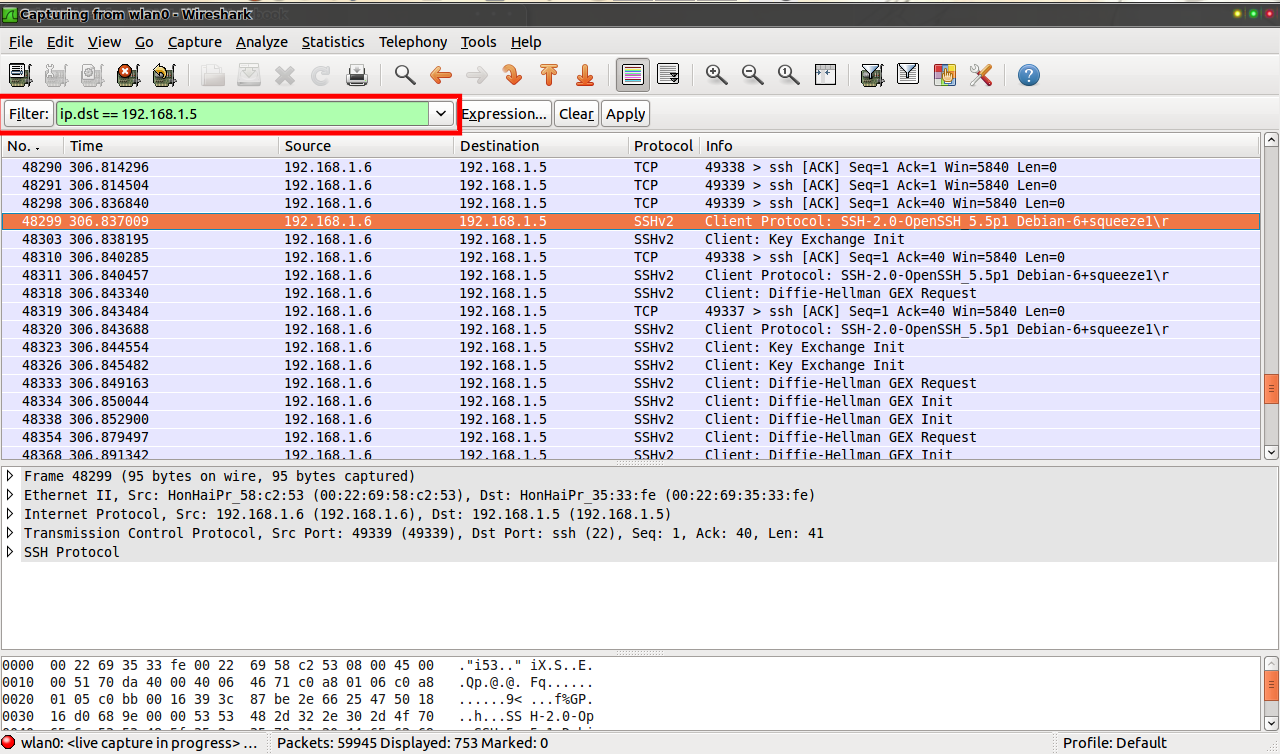 Capturing from wlan0 - Wireshark
File Edit View Go Capture Analyze Statistics Telephony Tools Help
Filter: ip.dst == 192.168.1.5 Expression... Clear Apply
No. Time Source Destination Protocol Info
48290 306.814296 192.168.1.6 192.168.1.5 TCP 49338 > ssh [ACK] Seq=1 Ack=1 Win=5840 Len=0
48291 306.814504 192.168.1.6 192.168.1.5 TCP 49339 > ssh [ACK] Seq=1 Ack=1 Win=5840 Len=0
48298 306.836840 192.168.1.6 192.168.1.5 TCP 49339 > ssh [ACK] Seq=1 Ack=40 Win=5840 Len=0
48299 306.837009 192.168.1.6 192.168.1.5 SSHv2 Client Protocol: SSH-2.0-OpenSSH_5.5p1 Debian-6+squeeze1\r
48303 306.838195 192.168.1.6 192.168.1.5 SSHv2 Client: Key Exchange Init
48310 306.840285 192.168.1.6 192.168.1.5 TCP 49338 > ssh [ACK] Seq=1 Ack=40 Win=5840 Len=0
48311 306.840457 192.168.1.6 192.168.1.5 SSHv2 Client Protocol: SSH-2.0-OpenSSH_5.5p1 Debian-6+squeeze1\r
48318 306.843340 192.168.1.6 192.168.1.5 SSHv2 Client: Diffie-Hellman GEX Request
48319 306.843484 192.168.1.6 192.168.1.5 TCP 49337 > ssh [ACK] Seq=1 Ack=40 Win=5840 Len=0
48320 306.843688 192.168.1.6 192.168.1.5 SSHv2 Client Protocol: SSH-2.0-OpenSSH_5.5p1 Debian-6+squeeze1\r
48323 306.844554 192.168.1.6 192.168.1.5 SSHv2 Client: Key Exchange Init
48326 306.845482 192.168.1.6 192.168.1.5 SSHv2 Client: Key Exchange Init
48333 306.849163 192.168.1.6 192.168.1.5 SSHv2 Client: Diffie-Hellman GEX Request
48334 306.850044 192.168.1.6 192.168.1.5 SSHv2 Client: Diffie-Hellman GEX Init
48338 306.852900 192.168.1.6 192.168.1.5 SSHv2 Client: Diffie-Hellman GEX Init
48354 306.879497 192.168.1.6 192.168.1.5 SSHv2 Client: Diffie-Hellman GEX Request
48368 306.891342 192.168.1.6 192.168.1.5 SSHv2 Client: Diffie-Hellman GEX Init
Frame 48299 (95 bytes on wire, 95 bytes captured)
Ethernet II, Src: HonHaiPr_58:c2:53 (00:22:69:58:c2:53), Dst: HonHaiPr_35:33:fe (00:22:69:35:33:fe)
Internet Protocol, Src: 192.168.1.6 (192.168.1.6), Dst: 192.168.1.5 (192.168.1.5)
Transmission Control Protocol, Src Port: 49339 (49339), Dst Port: ssh (22), Seq: 1, Ack: 40, Len: 41
SSH Protocol
0000 00 22 69 35 33 fe 00 22 69 58 c2 53 08 00 45 00 ."i53.." iX.S..E.
0010 00 51 70 da 40 00 40 06 46 71 c0 a8 01 06 c0 a8 .Qp.@.@. Fq......
0020 01 05 c0 bb 00 16 39 3c 87 be 2e 66 25 47 50 18 ......9< ...f%GP.
0030 16 d0 68 9e 00 00 53 53 48 2d 32 2e 30 2d 4f 70 ..h...SS H-2.0-Op
wlan0: <live capture in progress> ... Packets: 59945 Displayed: 753 Marked: 0 Profile: Default